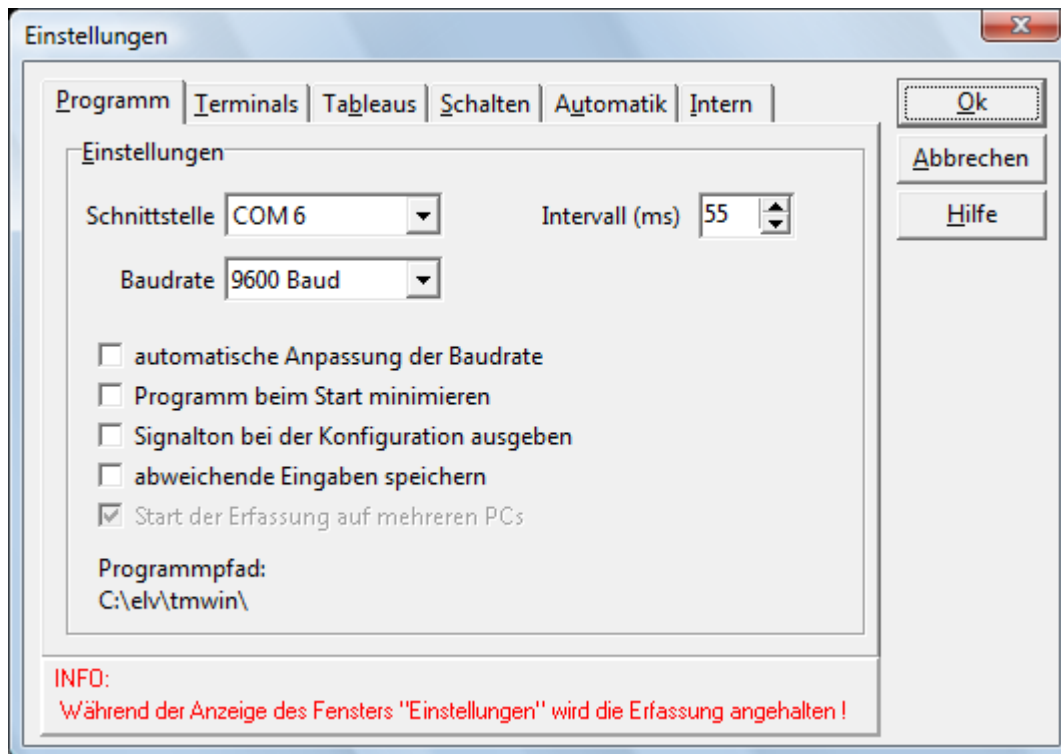 Einstellungen
Programm Terminals Tableaus Schalten Automatik Intern
Ok
Abbrechen
Hilfe
Einstellungen
Schnittstelle COM 6 Intervall (ms) 55
Baudrate 9600 Baud
automatische Anpassung der Baudrate
Programm beim Start minimieren
Signalton bei der Konfiguration ausgeben
abweichende Eingaben speichern
Start der Erfassung auf mehreren PCs
Programmpfad:
C:\elv\tmwin\
INFO:
Während der Anzeige des Fensters "Einstellungen" wird die Erfassung angehalten !